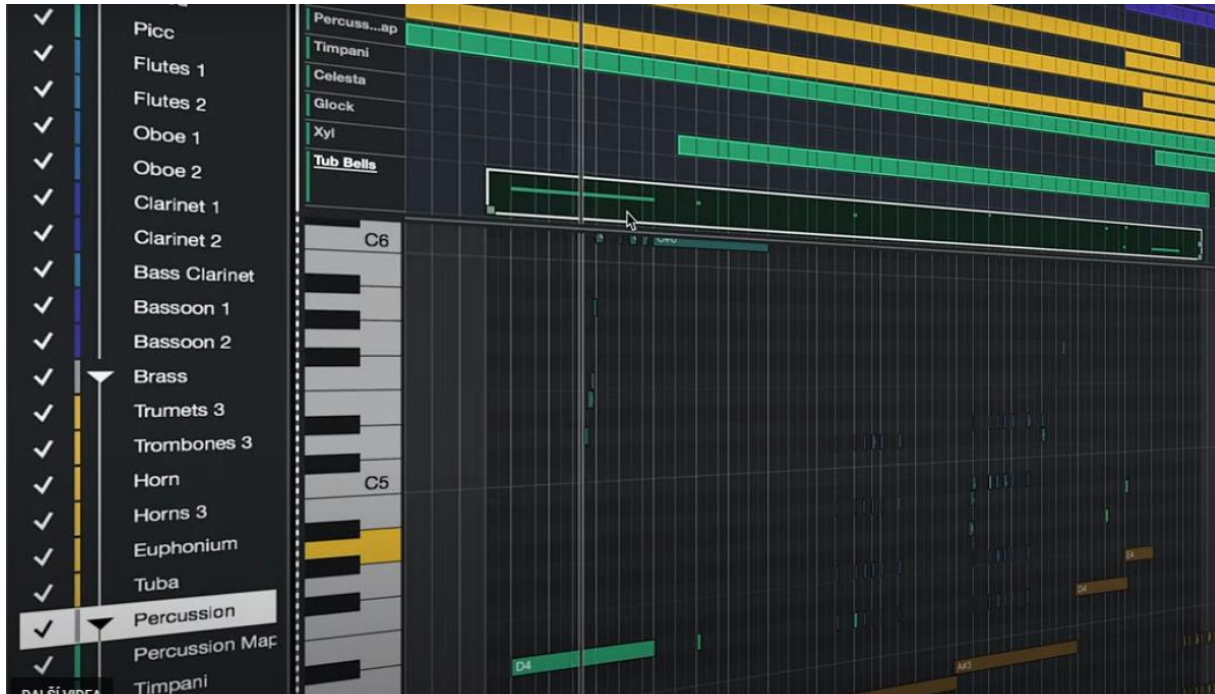 Picc
Flutes 1
Flutes 2
Oboe 1
Oboe 2
Clarinet 1
Clarinet 2
Bass Clarinet
Bassoon 1
Bassoon 2
Brass
Trumets 3
Trombones 3
Horn
Horns 3
Euphonium
Tuba
Percussion
Percussion Map
Timpani
DALŠÍ VIDEA
Percuss...ap
Timpani
Celesta
Glock
Xyl
Tub Bells
C6
C5
D4
A#3
D4
E4